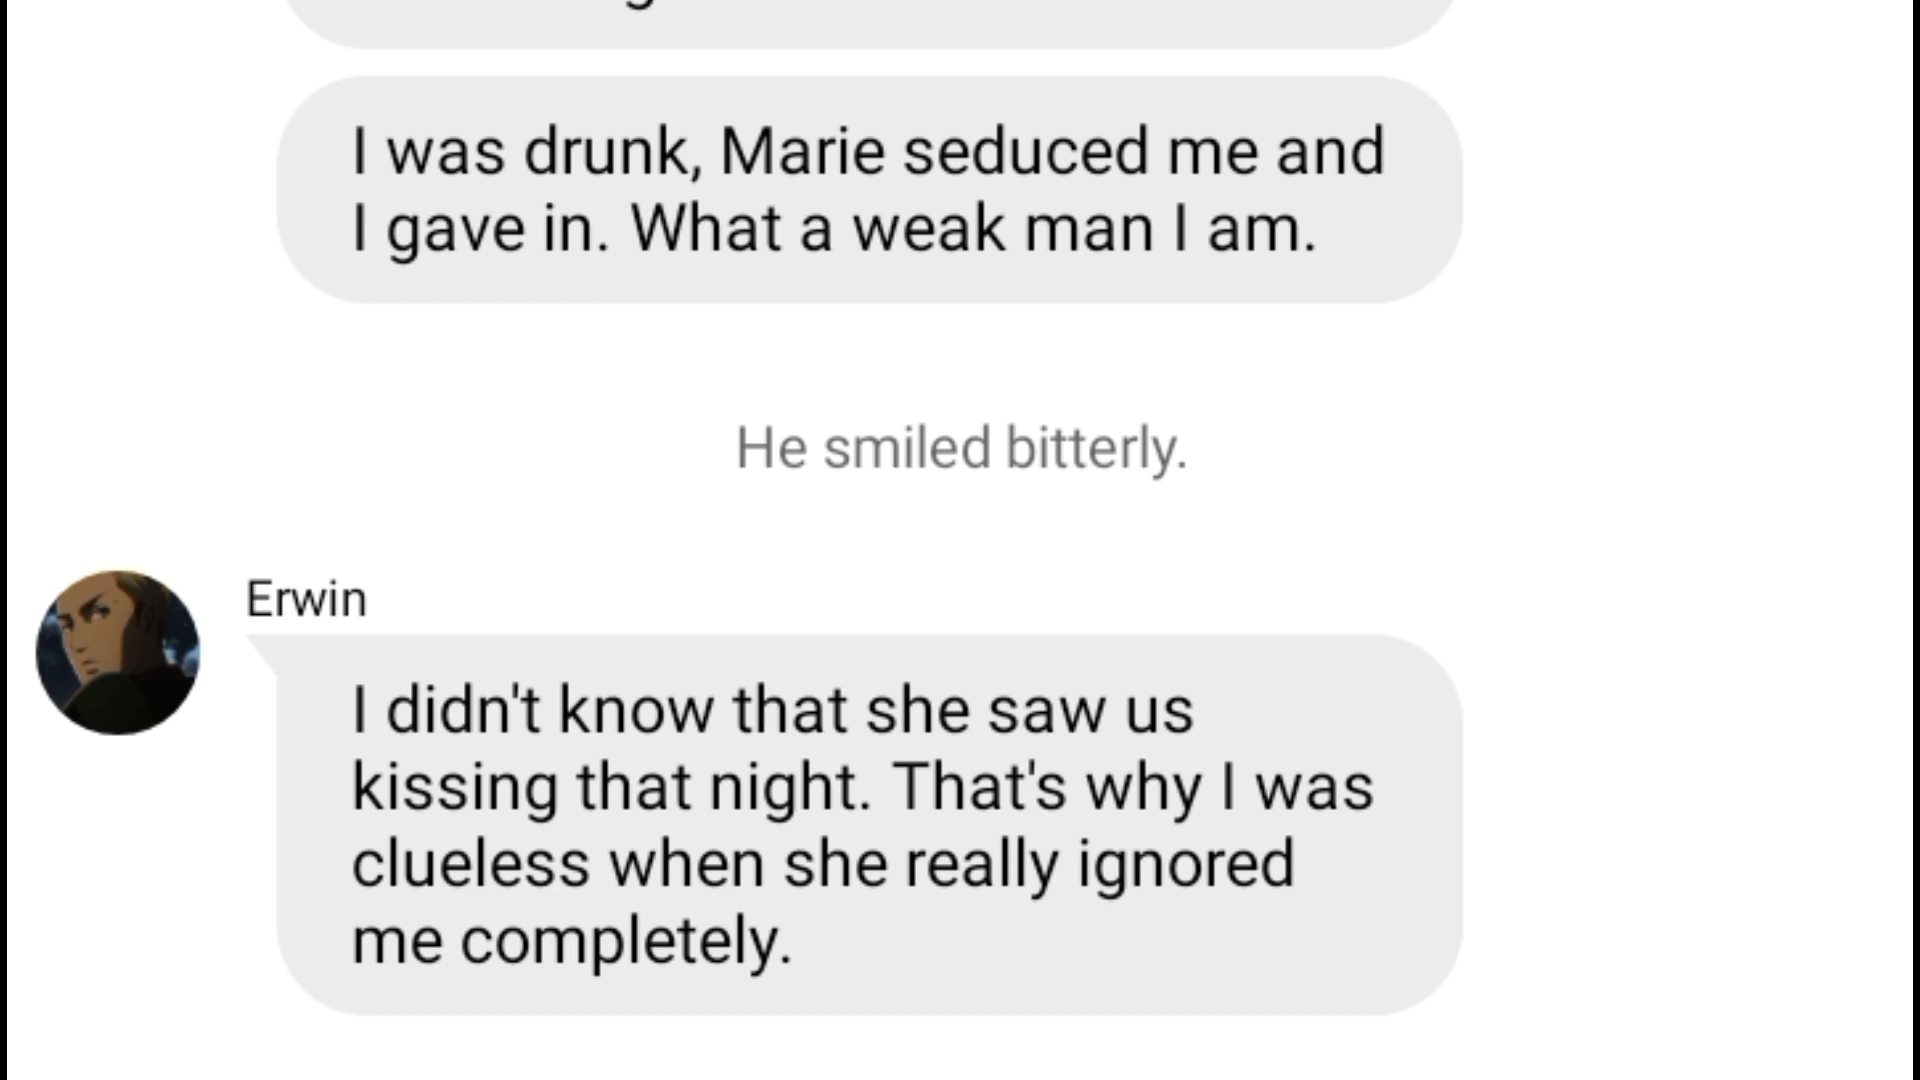 I was drunk, Marie seduced me and
I gave in. What a weak man I am.
He smiled bitterly.
Erwin
I didn't know that she saw us
kissing that night. That's why I was
clueless when she really ignored
me completely.